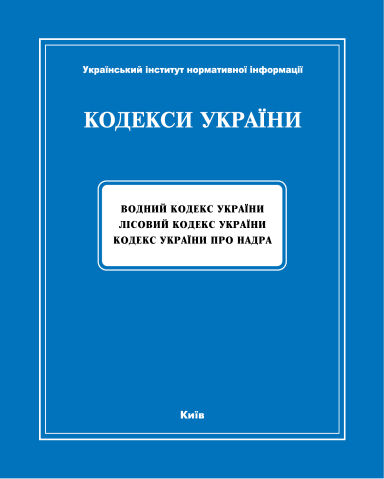 Український інститут нормативної інформації
КОДЕКСИ УКРАЇНИ
ВОДНИЙ КОДЕКС УКРАЇНИ
ЛІСОВИЙ КОДЕКС УКРАЇНИ
КОДЕКС УКРАЇНИ ПРО НАДРА
Київ